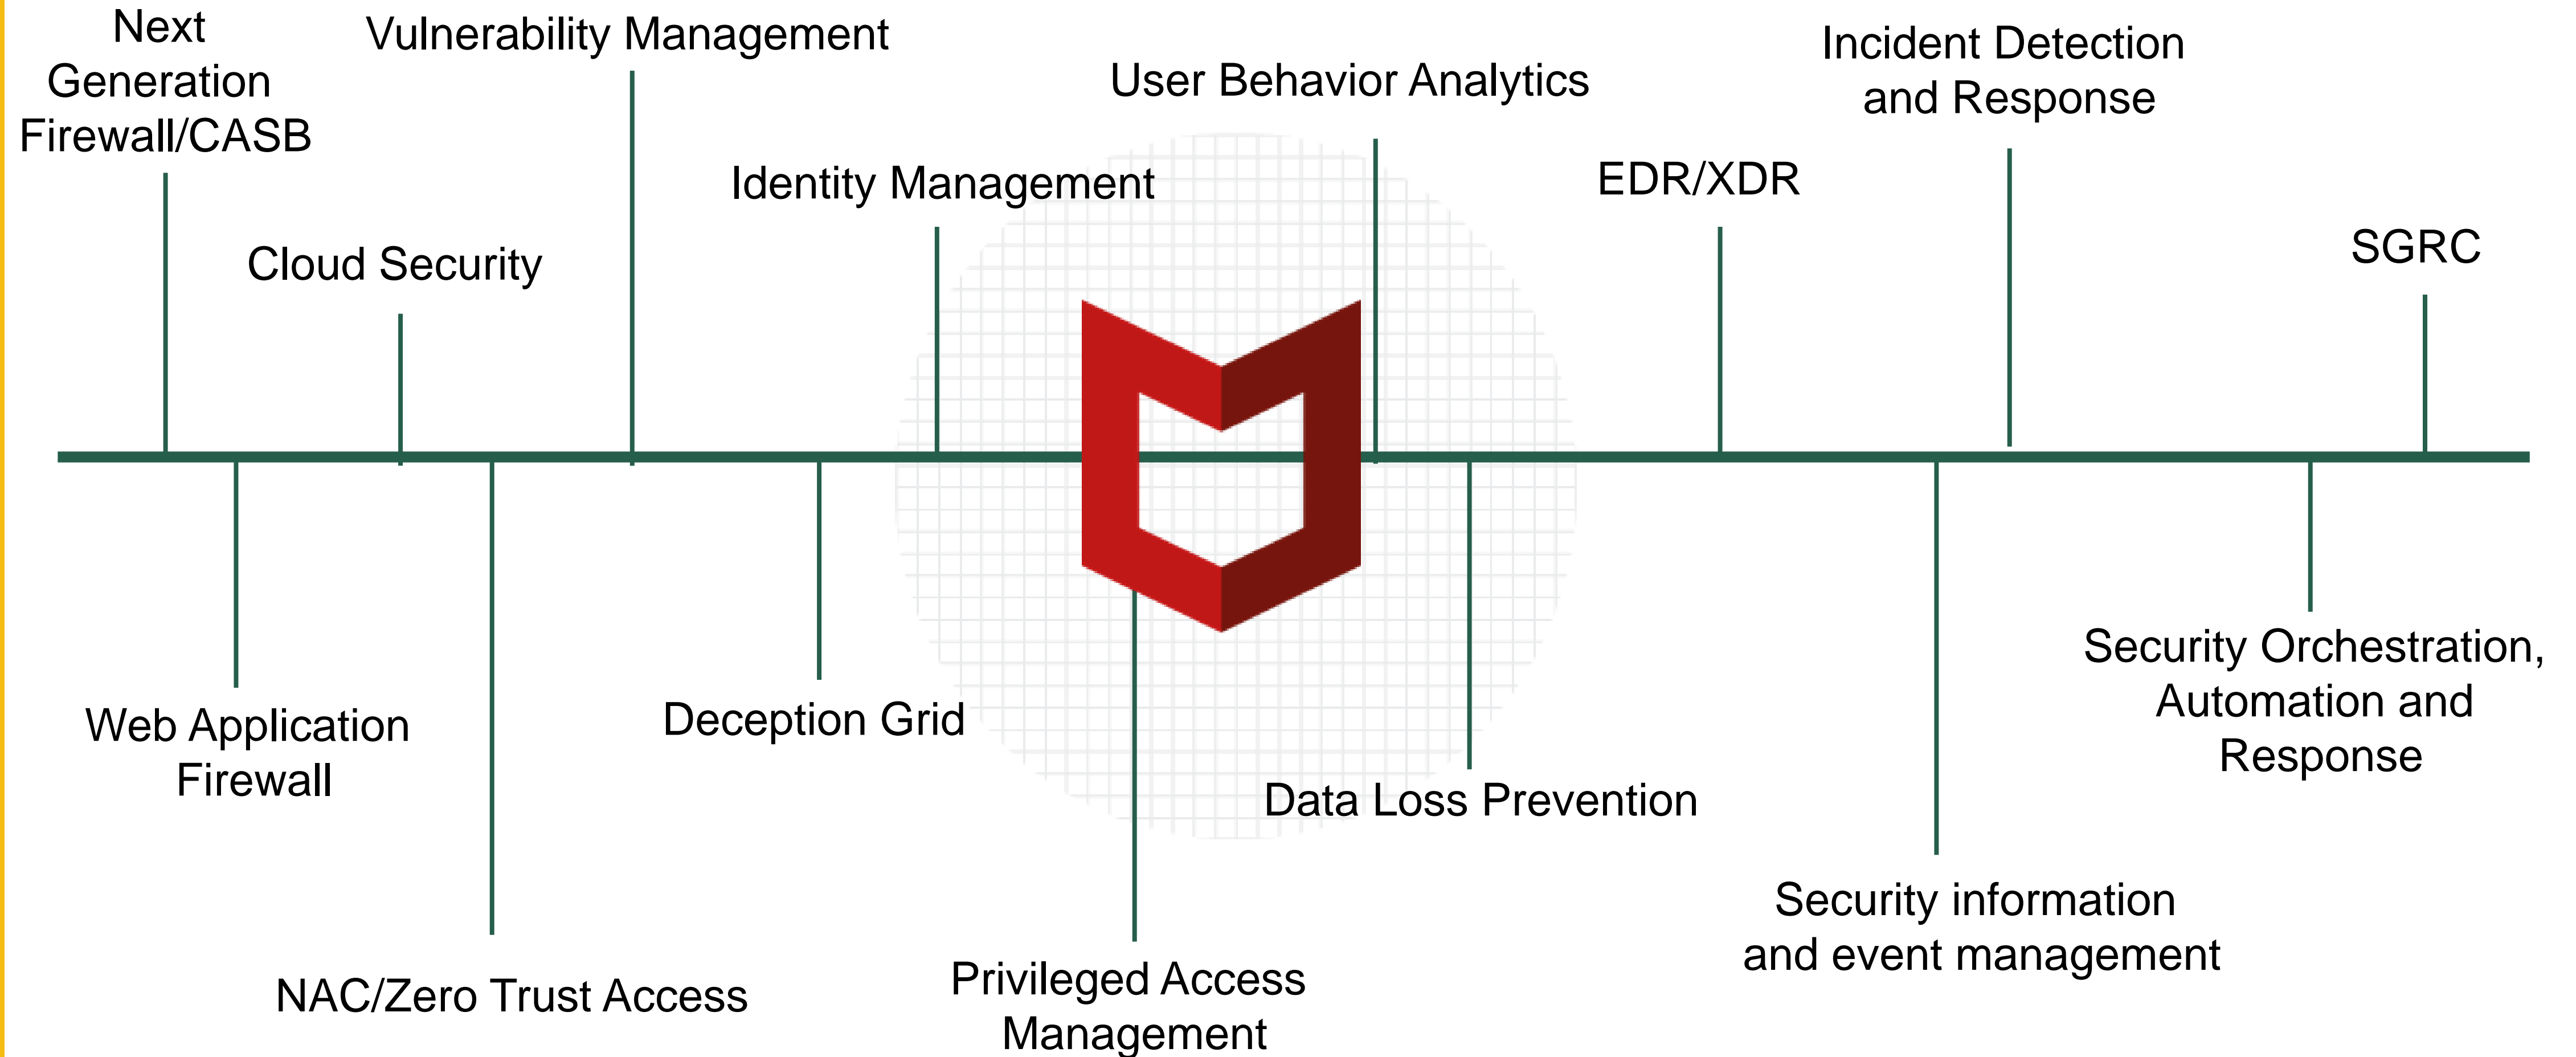 Next
Generation
Firewall/CASB
Vulnerability Management
User Behavior Analytics
Incident Detection
and Response
Identity Management
EDR/XDR
Cloud Security
SGRC
Web Application
Firewall
Deception Grid
Data Loss Prevention
Security Orchestration,
Automation and
Response
NAC/Zero Trust Access
Privileged Access
Management
Security information
and event management